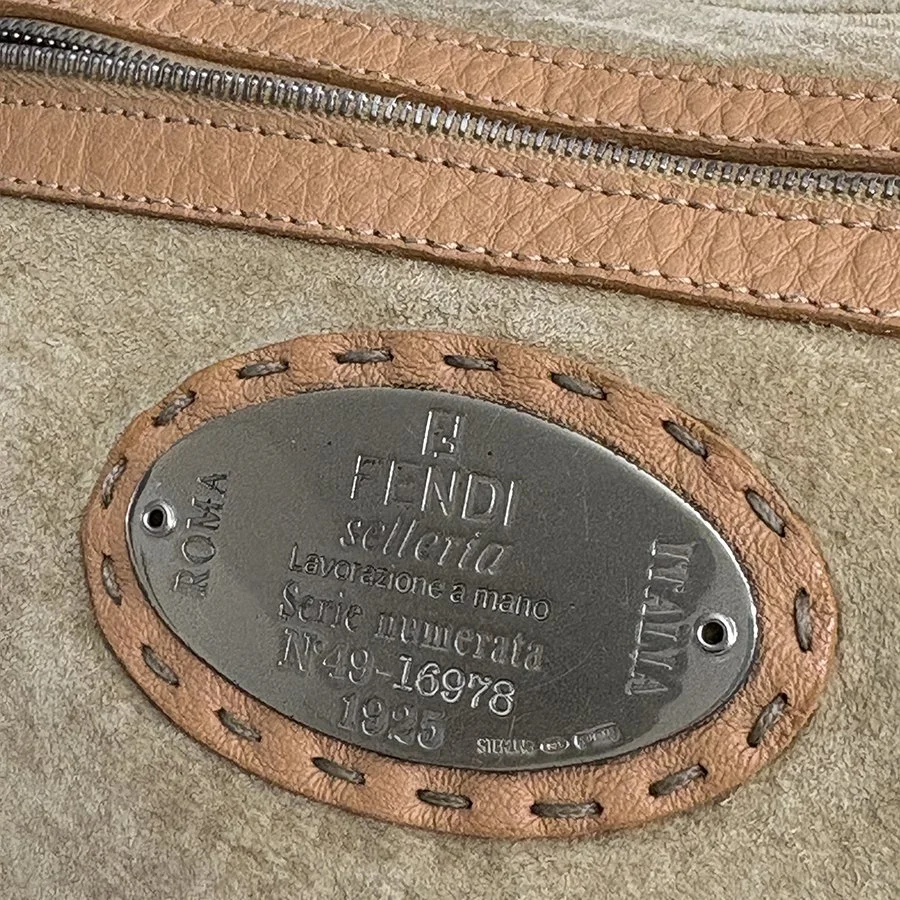 FENDI
selleria
Lavorazione a mano
Serie numerata
N°49-16978
1925
STERLING
ROMA
ITALIA